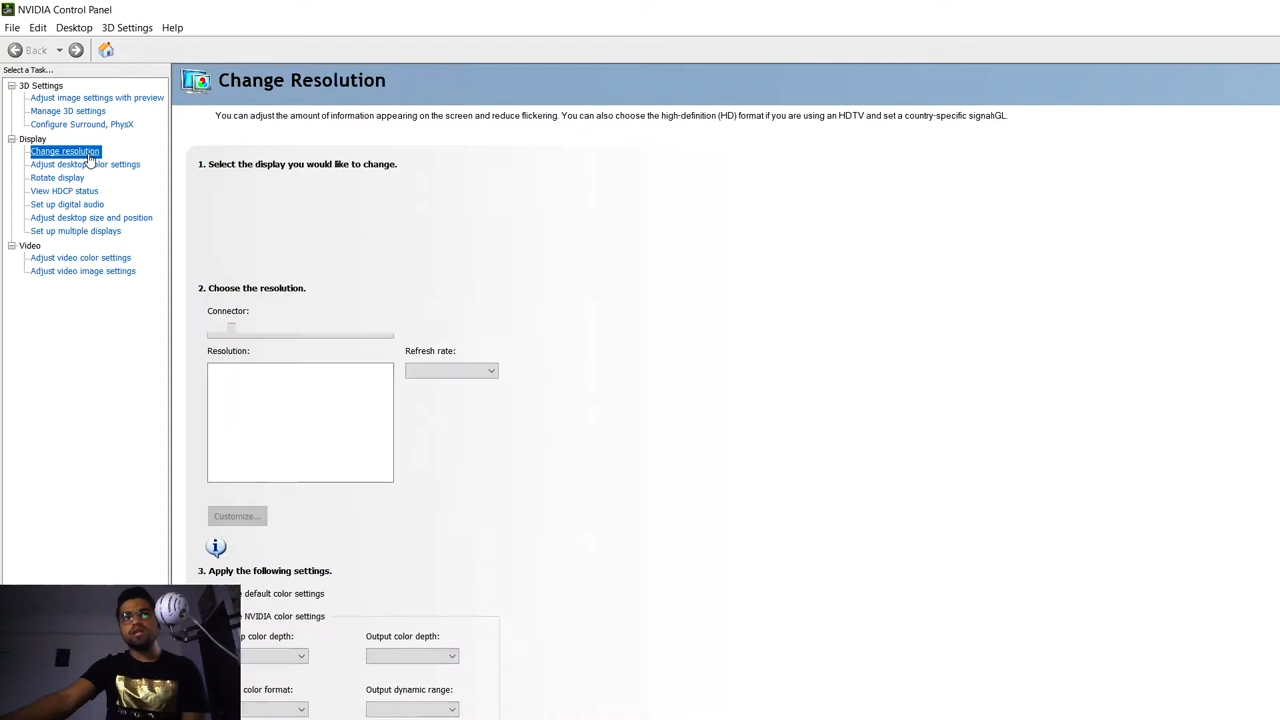 NVIDIA Control Panel
File Edit Desktop 3D Settings Help
Back
Select a Task...
3D Settings
Adjust image settings with preview
Manage 3D settings
Configure Surround, PhysX
Display
Change resolution
Adjust desktop color settings
Rotate display
View HDCP status
Set up digital audio
Adjust desktop size and position
Set up multiple displays
Video
Adjust video color settings
Adjust video image settings
Change Resolution
You can adjust the amount of information appearing on the screen and reduce flickering. You can also choose the high-definition (HD) format if you are using an HDTV and set a country-specific signahGL.
1. Select the display you would like to change.
2. Choose the resolution.
Connector:
Resolution: Refresh rate:
Customize...
3. Apply the following settings.
default color settings
NVIDIA color settings
color depth: Output color depth:
color format: Output dynamic range: